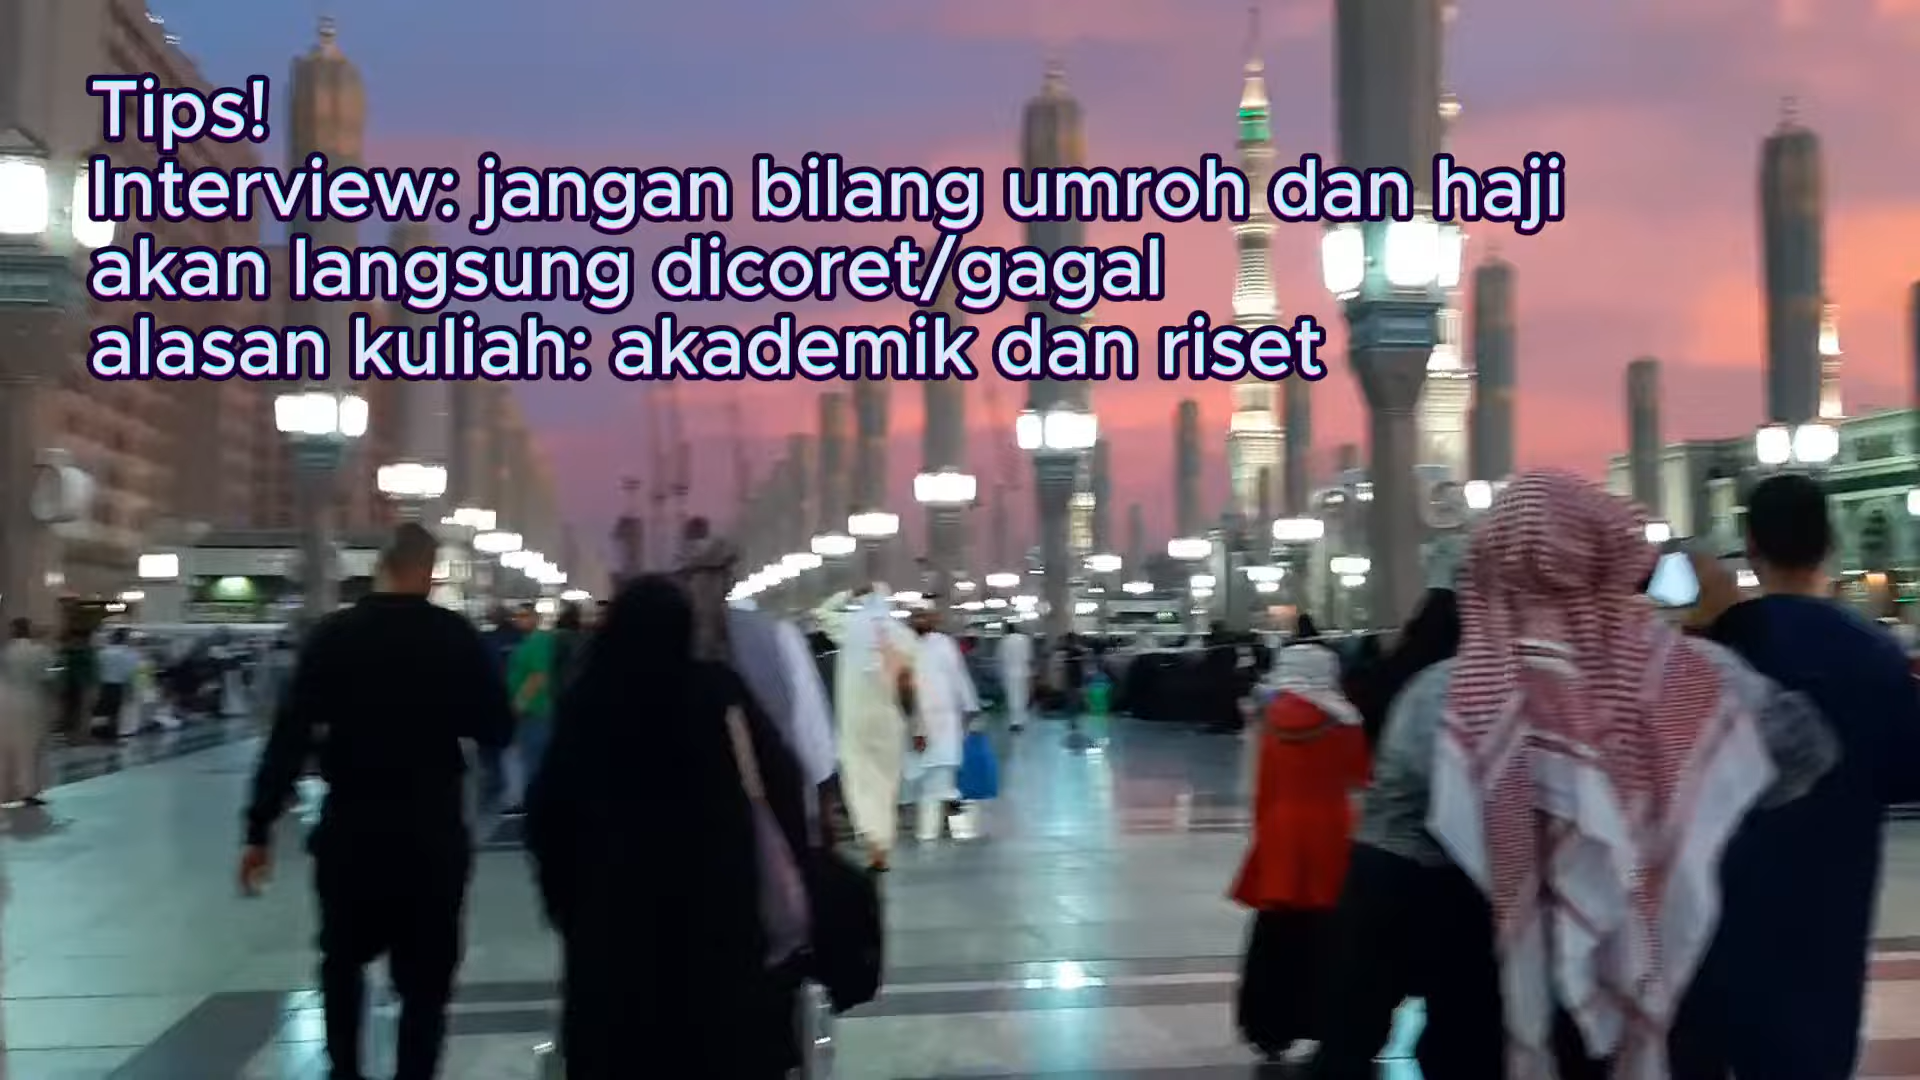 Tips!
Interview: jangan bilang umroh dan haji
akan langsung dicoret/gagal
alasan kuliah: akademik dan riset